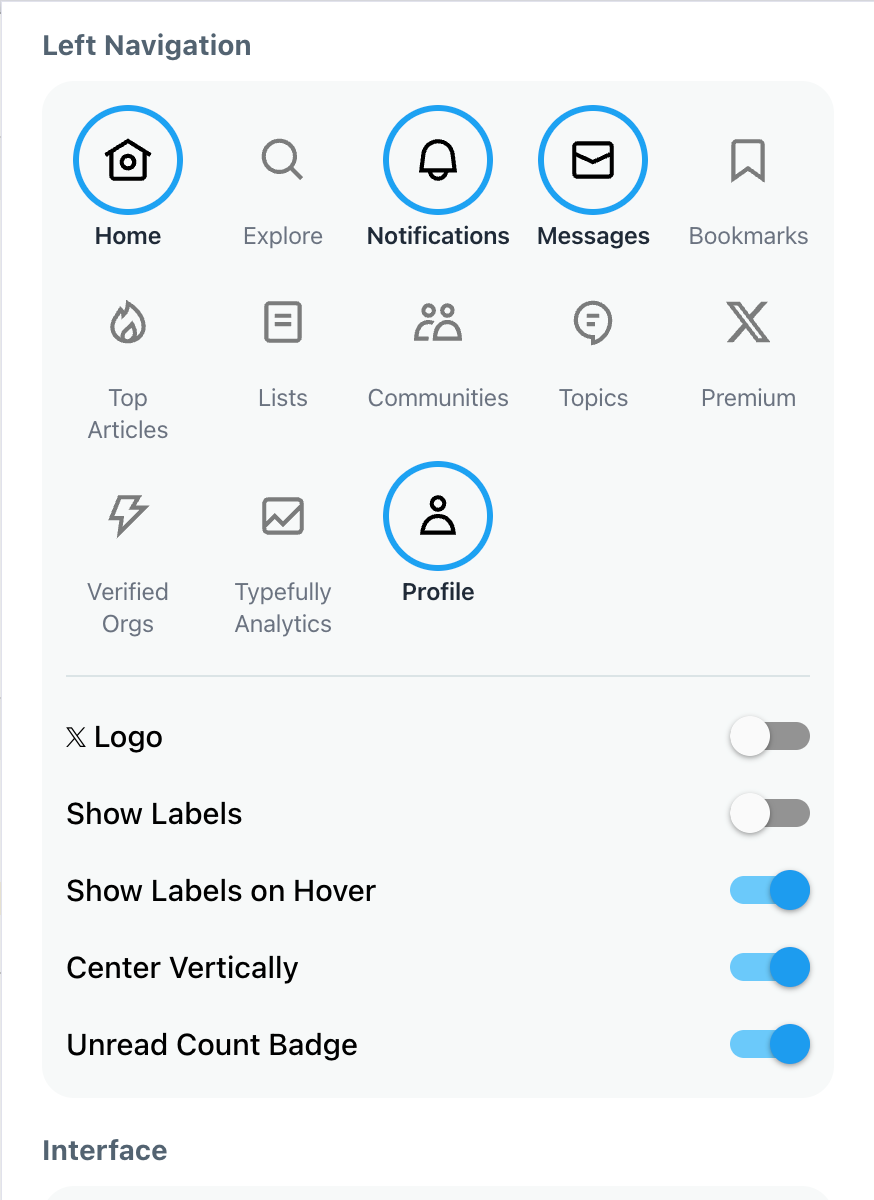 Left Navigation
Home Explore Notifications Messages Bookmarks
Top Articles Lists Communities Topics Premium
Verified Orgs Typefully Analytics Profile
𝕏 Logo
Show Labels
Show Labels on Hover
Center Vertically
Unread Count Badge
Interface